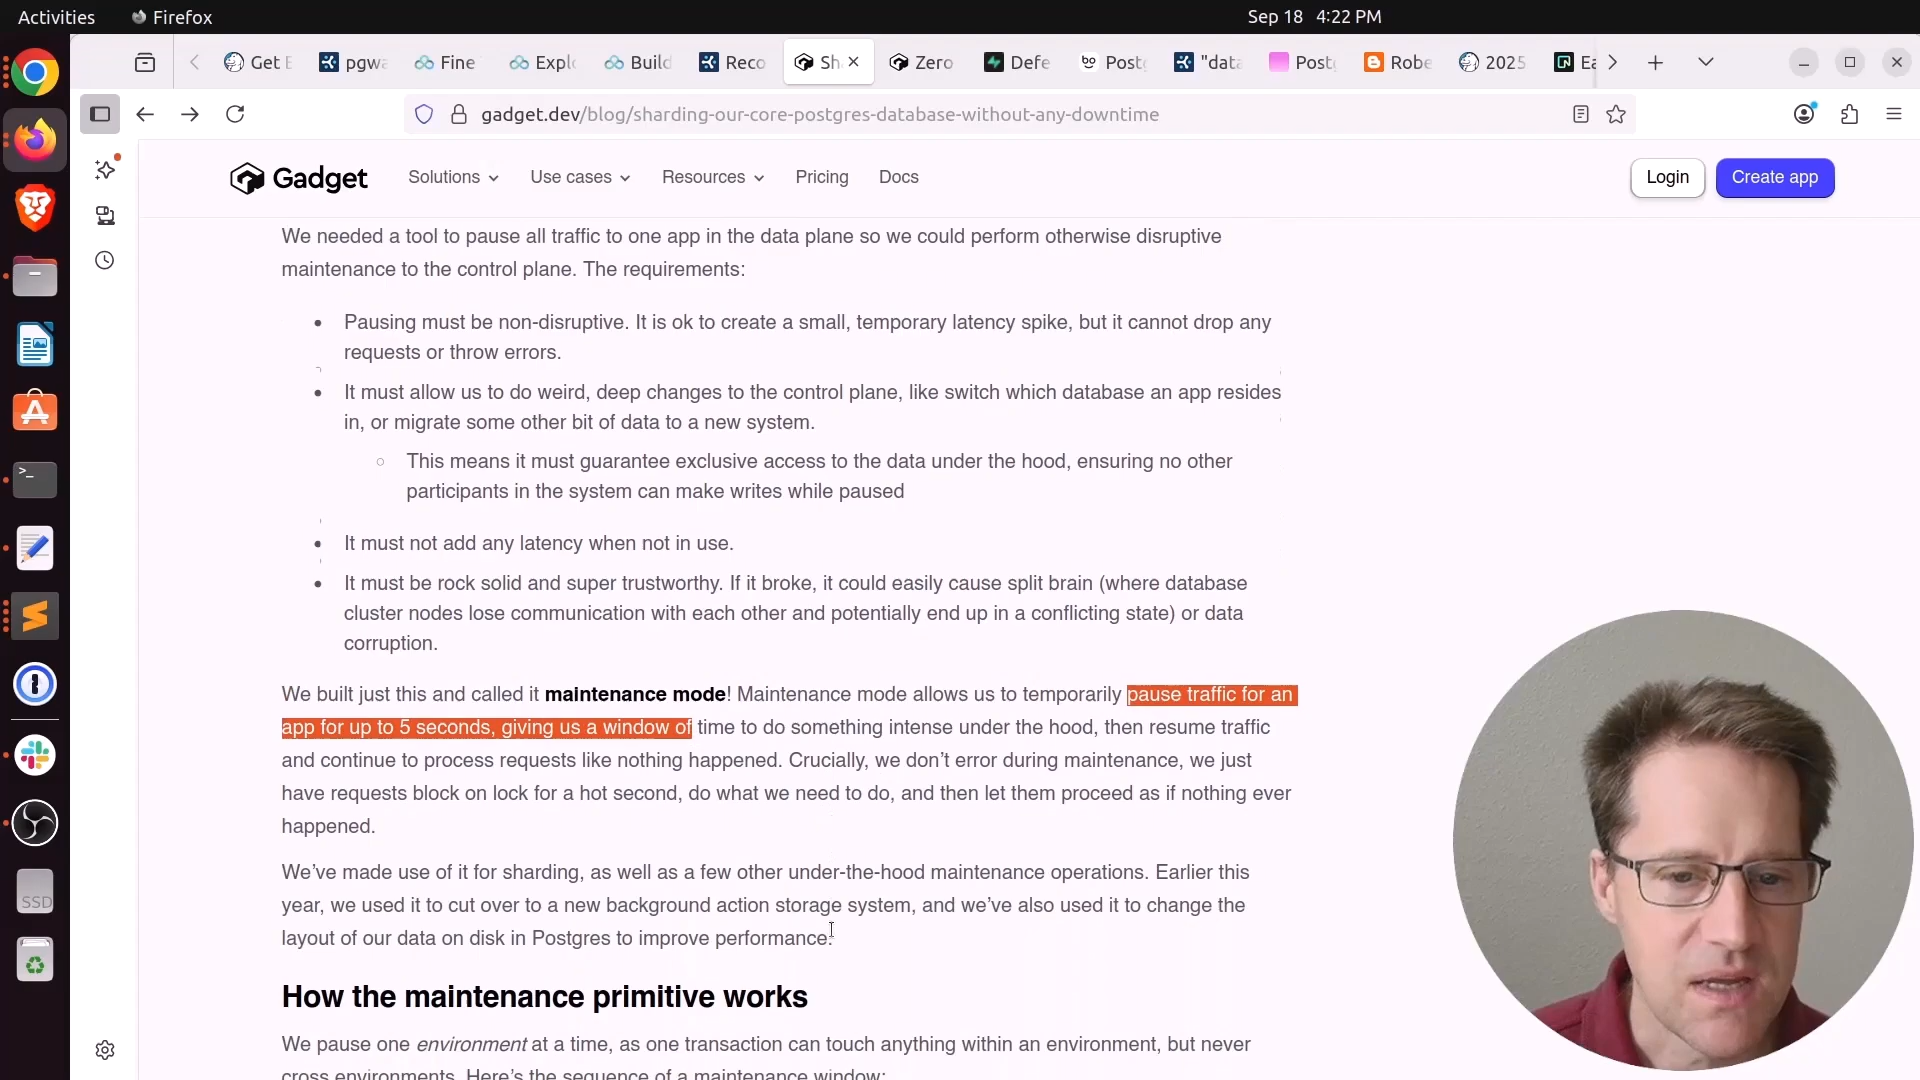 Activities
Firefox
Sep 18 4:22 PM
Get E
pgwa
Fine
Explo
Build
Reco
Sh
Zero
Defe
Postg
"data
Postg
Robe
2025
Ea
gadget.dev/blog/sharding-our-core-postgres-database-without-any-downtime
Gadget
Solutions
Use cases
Resources
Pricing
Docs
Login
Create app
We needed a tool to pause all traffic to one app in the data plane so we could perform otherwise disruptive
maintenance to the control plane. The requirements:
Pausing must be non-disruptive. It is ok to create a small, temporary latency spike, but it cannot drop any
requests or throw errors.
It must allow us to do weird, deep changes to the control plane, like switch which database an app resides
in, or migrate some other bit of data to a new system.
This means it must guarantee exclusive access to the data under the hood, ensuring no other
participants in the system can make writes while paused
It must not add any latency when not in use.
It must be rock solid and super trustworthy. If it broke, it could easily cause split brain (where database
cluster nodes lose communication with each other and potentially end up in a conflicting state) or data
corruption.
We built just this and called it maintenance mode! Maintenance mode allows us to temporarily pause traffic for an
app for up to 5 seconds, giving us a window of time to do something intense under the hood, then resume traffic
and continue to process requests like nothing happened. Crucially, we don't error during maintenance, we just
have requests block on lock for a hot second, do what we need to do, and then let them proceed as if nothing ever
happened.
We've made use of it for sharding, as well as a few other under-the-hood maintenance operations. Earlier this
year, we used it to cut over to a new background action storage system, and we've also used it to change the
layout of our data on disk in Postgres to improve performance.
How the maintenance primitive works
We pause one environment at a time, as one transaction can touch anything within an environment, but never
cross environments. Here's the sequence of a maintenance window:
SSD